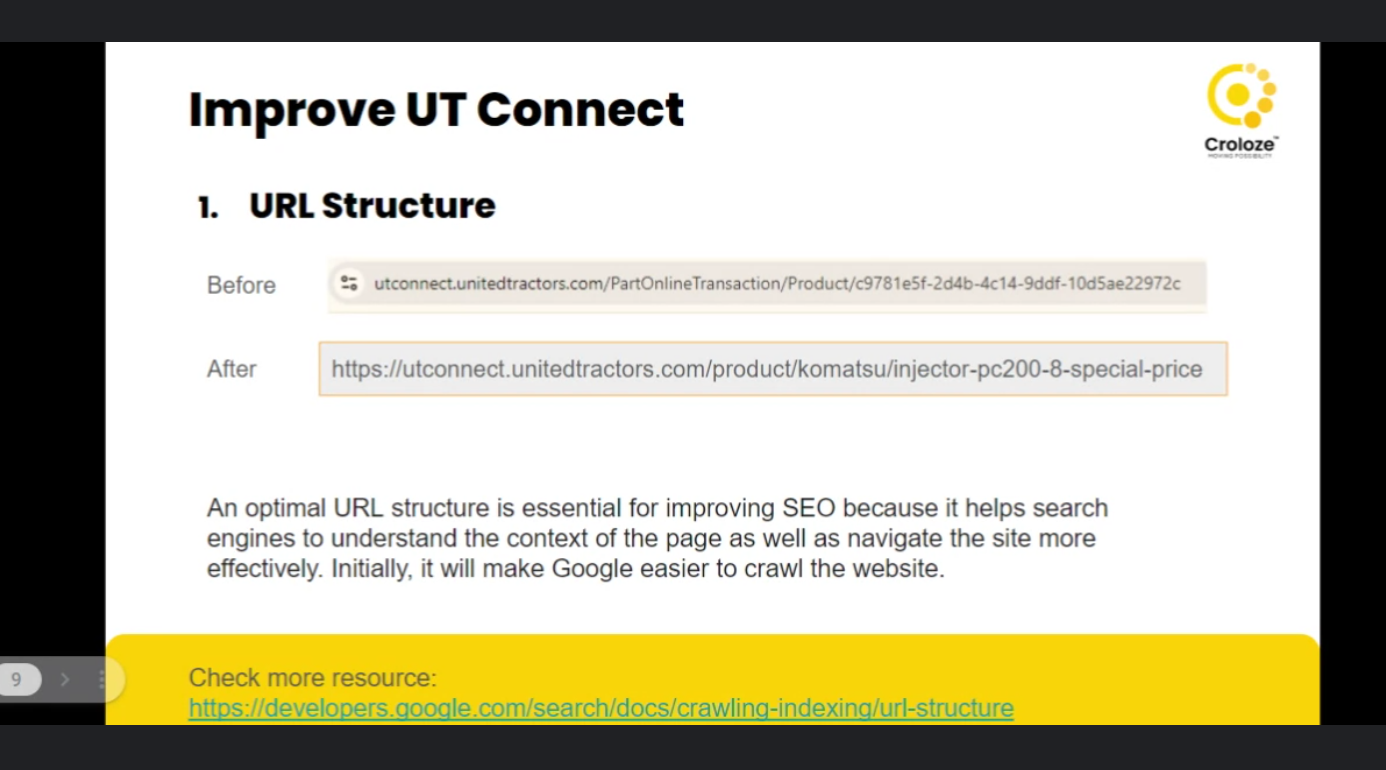 Improve UT Connect
Croloze™
MOVING POSSIBILITY
1. URL Structure
Before
utconnect.unitedtractors.com/PartOnlineTransaction/Product/c9781e5f-2d4b-4c14-9ddf-10d5ae22972c
After
https://utconnect.unitedtractors.com/product/komatsu/injector-pc200-8-special-price
An optimal URL structure is essential for improving SEO because it helps search
engines to understand the context of the page as well as navigate the site more
effectively. Initially, it will make Google easier to crawl the website.
9
Check more resource:
https://developers.google.com/search/docs/crawling-indexing/url-structure